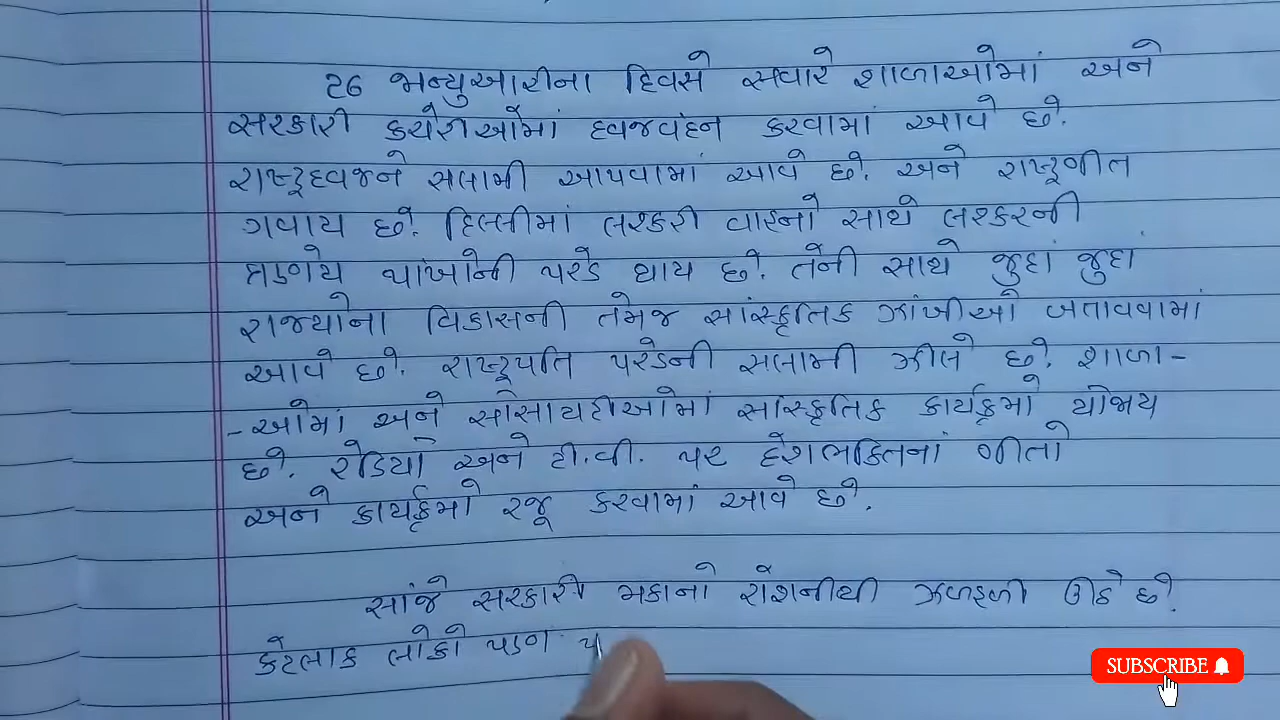 26 જાન્યુઆરીના દિવસે સવારે શાળાઓમાં અને
સરકારી કચેરીઓમાં ધ્વજવંદન કરવામાં આવે છે.
રાષ્ટ્રધ્વજને સલામી આપવામાં આવે છે. અને રાષ્ટ્રગીત
ગવાય છે. દિલ્લીમાં લશ્કરી વાહનો સાથે લશ્કરની
ત્રણેય પાંખોની પરેડ થાય છે. તેની સાથે જુદાં જુદાં
રાજ્યોના વિકાસની તેમજ સાંસ્કૃતિક ઝાંખીઓ બતાવવામાં
આવે છે. રાષ્ટ્રપતિ પરેડની સલામી ઝીલે છે. શાળા-
-ઓમાં અને સોસાયટીઓમાં સાંસ્કૃતિક કાર્યક્રમો યોજાય
છે. રેડિયો અને ટી.વી. પર દેશભક્તિનાં ગીતો
અને કાર્યક્રમો રજૂ કરવામાં આવે છે.
સાંજે સરકારી મકાનો રોશનીથી ઝળહળી ઊઠે છે.
કેટલાક લોકો પણ
SUBSCRIBE